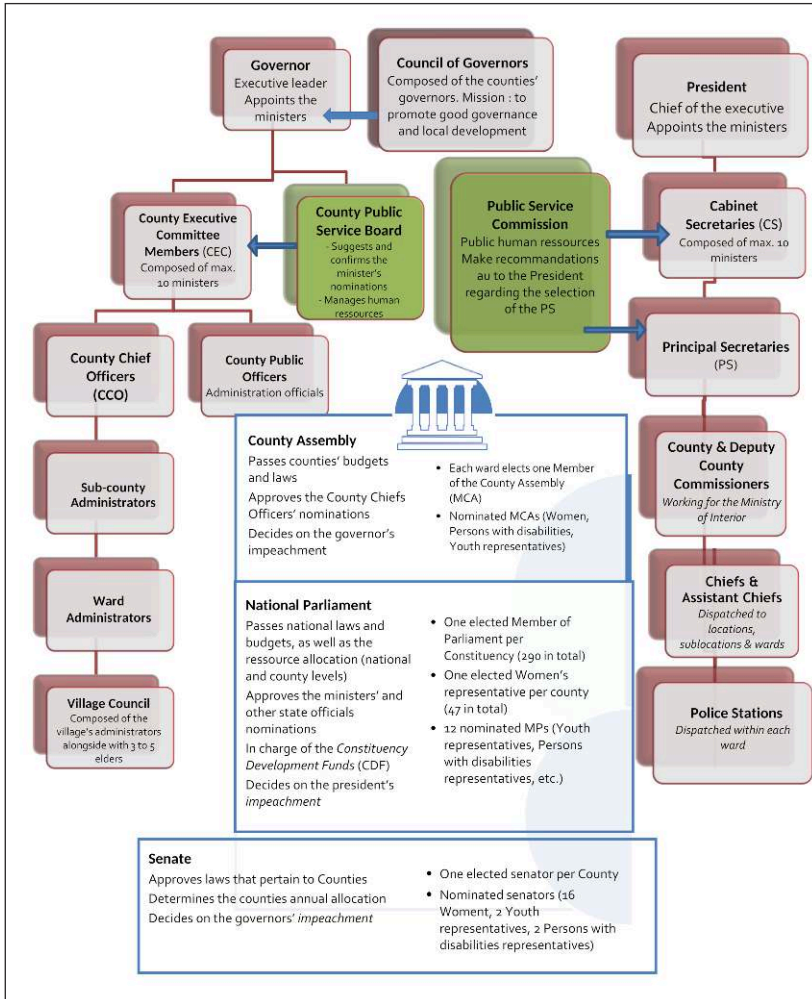 Governor
Executive leader
Appoints the
ministers
Council of Governors
Composed of the counties'
governors. Mission : to
promote good governance
and local development
President
Chief of the executive
Appoints the ministers
County Executive
Committee
Members (CEC)
Composed of max.
10 ministers
County Public
Service Board
- Suggests and
confirms the
minister's
nominations
- Manages human
ressources
Public Service
Commission
Public human ressources
Make recommandations
au to the President
regarding the selection
of the PS
Cabinet
Secretaries (CS)
Composed of max. 10
ministers
County Chief
Officers
(CCO)
County Public
Officers
Administration officials
Principal Secretaries
(PS)
Sub-county
Administrators
Ward
Administrators
Village Council
Composed of the
village's administrators
alongside with 3 to 5
elders
County & Deputy
County
Commissioners
Working for the Ministry
of Interior
Chiefs &
Assistant Chiefs
Dispatched to
locations,
sublocations & wards
Police Stations
Dispatched within each
ward
County Assembly
Passes counties' budgets
and laws
Approves the County Chiefs
Officers' nominations
Decides on the governor's
impeachment
• Each ward elects one Member
of the County Assembly
(MCA)
• Nominated MCAs (Women,
Persons with disabilities,
Youth representatives)
National Parliament
Passes national laws and
budgets, as well as the
resource allocation (national
and county levels)
Approves the ministers' and
other state officials
nominations
In charge of the Constituency
Development Funds (CDF)
Decides on the president's
impeachment
• One elected Member of
Parliament per
Constituency (290 in total)
• One elected Women's
representative per county
(47 in total)
• 12 nominated MPs (Youth
representatives, Persons
with disabilities
representatives, etc.)
Senate
Approves laws that pertain to Counties
Determines the counties annual allocation
Decides on the governors' impeachment
• One elected senator per County
• Nominated senators (16
Woman, 2 Youth
representatives, 2 Persons with
disabilities representatives)